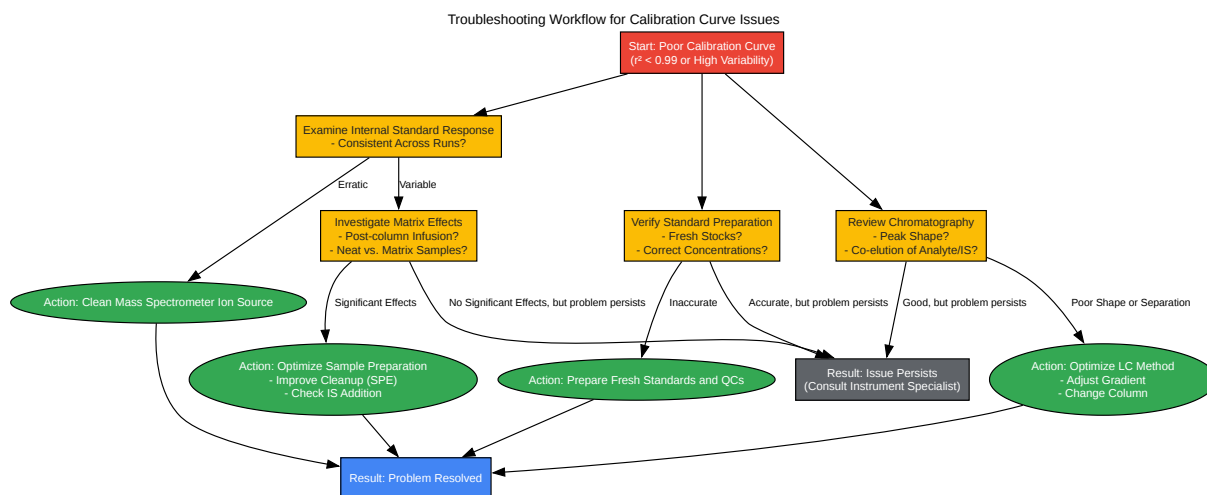 Troubleshooting Workflow for Calibration Curve Issues
Start: Poor Calibration Curve
(r² < 0.99 or High Variability)
Examine Internal Standard Response
- Consistent Across Runs?
Erratic
Variable
Investigate Matrix Effects
- Post-column Infusion?
- Neat vs. Matrix Samples?
Verify Standard Preparation
- Fresh Stocks?
- Correct Concentrations?
Review Chromatography
- Peak Shape?
- Co-elution of Analyte/IS?
Action: Clean Mass Spectrometer Ion Source
Significant Effects
No Significant Effects, but problem persists
Inaccurate
Accurate, but problem persists
Good, but problem persists
Poor Shape or Separation
Action: Optimize Sample Preparation
- Improve Cleanup (SPE)
- Check IS Addition
Action: Prepare Fresh Standards and QCs
Result: Issue Persists
(Consult Instrument Specialist)
Action: Optimize LC Method
- Adjust Gradient
- Change Column
Result: Problem Resolved